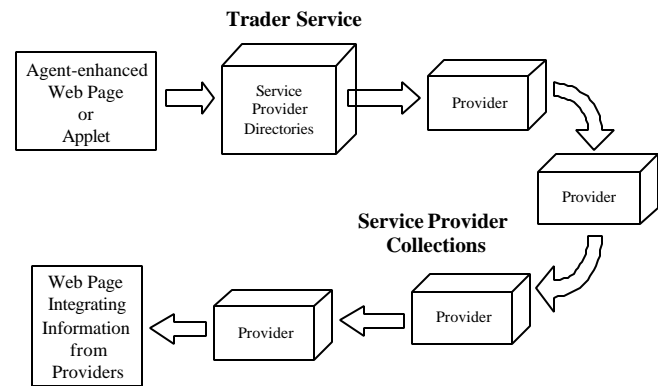 Trader Service
Agent-enhanced
Web Page
or
Applet
Service
Provider
Directories
Provider
Provider
Service Provider
Collections
Provider
Provider
Web Page
Integrating
Information
from
Providers